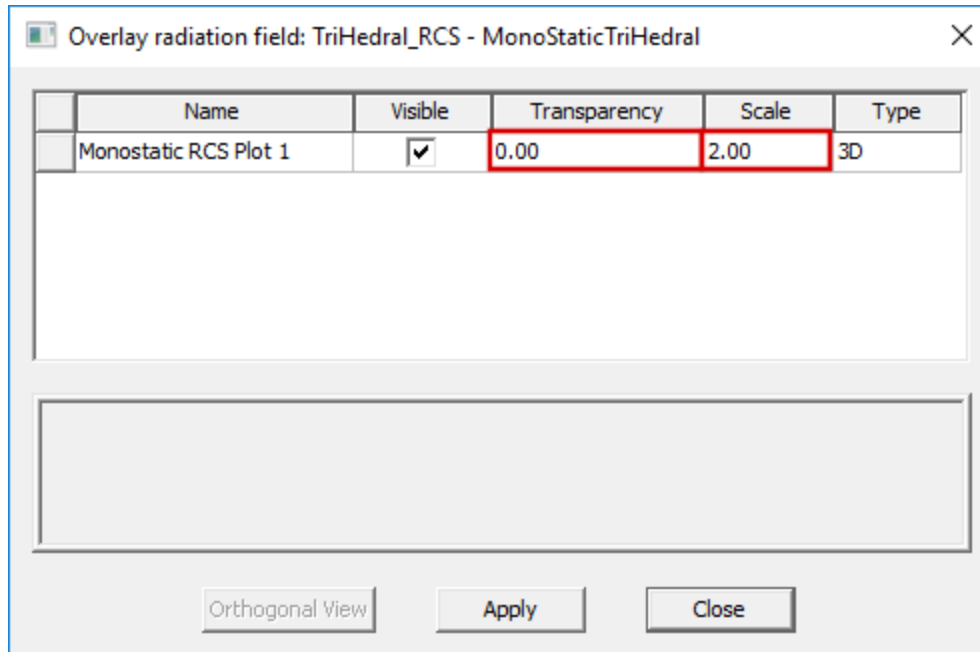 Overlay radiation field: TriHedral_RCS - MonoStaticTriHedral
Name Visible Transparency Scale Type
Monostatic RCS Plot 1 0.00 2.00 3D
Orthogonal View Apply Close